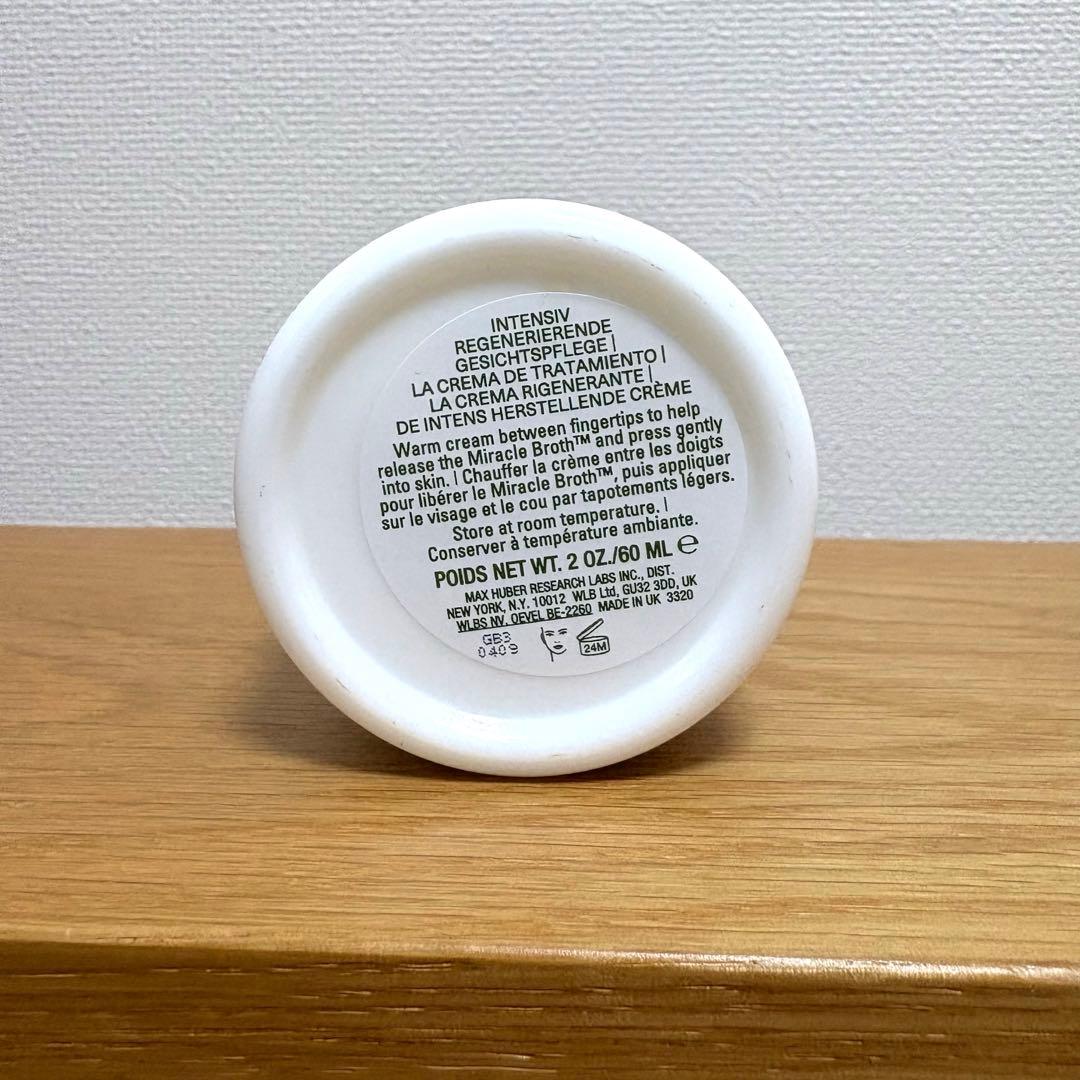 INTENSIV
REGENERIERENDE
GESICHTSPFLEGE |
LA CREMA DE TRATAMIENTO |
LA CREMA RIGENERANTE |
DE INTENS HERSTELLENDE CRÈME
Warm cream between fingertips to help
release the Miracle Broth™ and press gently
into skin. | Chauffer la crème entre les doigts
pour libérer le Miracle Broth™, puis appliquer
sur le visage et le cou par tapotements légers.
Store at room temperature. |
Conserver à température ambiante.
POIDS NET WT. 2 OZ./60 ML ℮
MAX HUBER RESEARCH LABS INC., DIST.
NEW YORK, N.Y. 10012 WLB Ltd, GU32 3DD, UK
WLBS NV. OEVEL BE-2260 MADE IN UK 3320
GB3
0409
24M